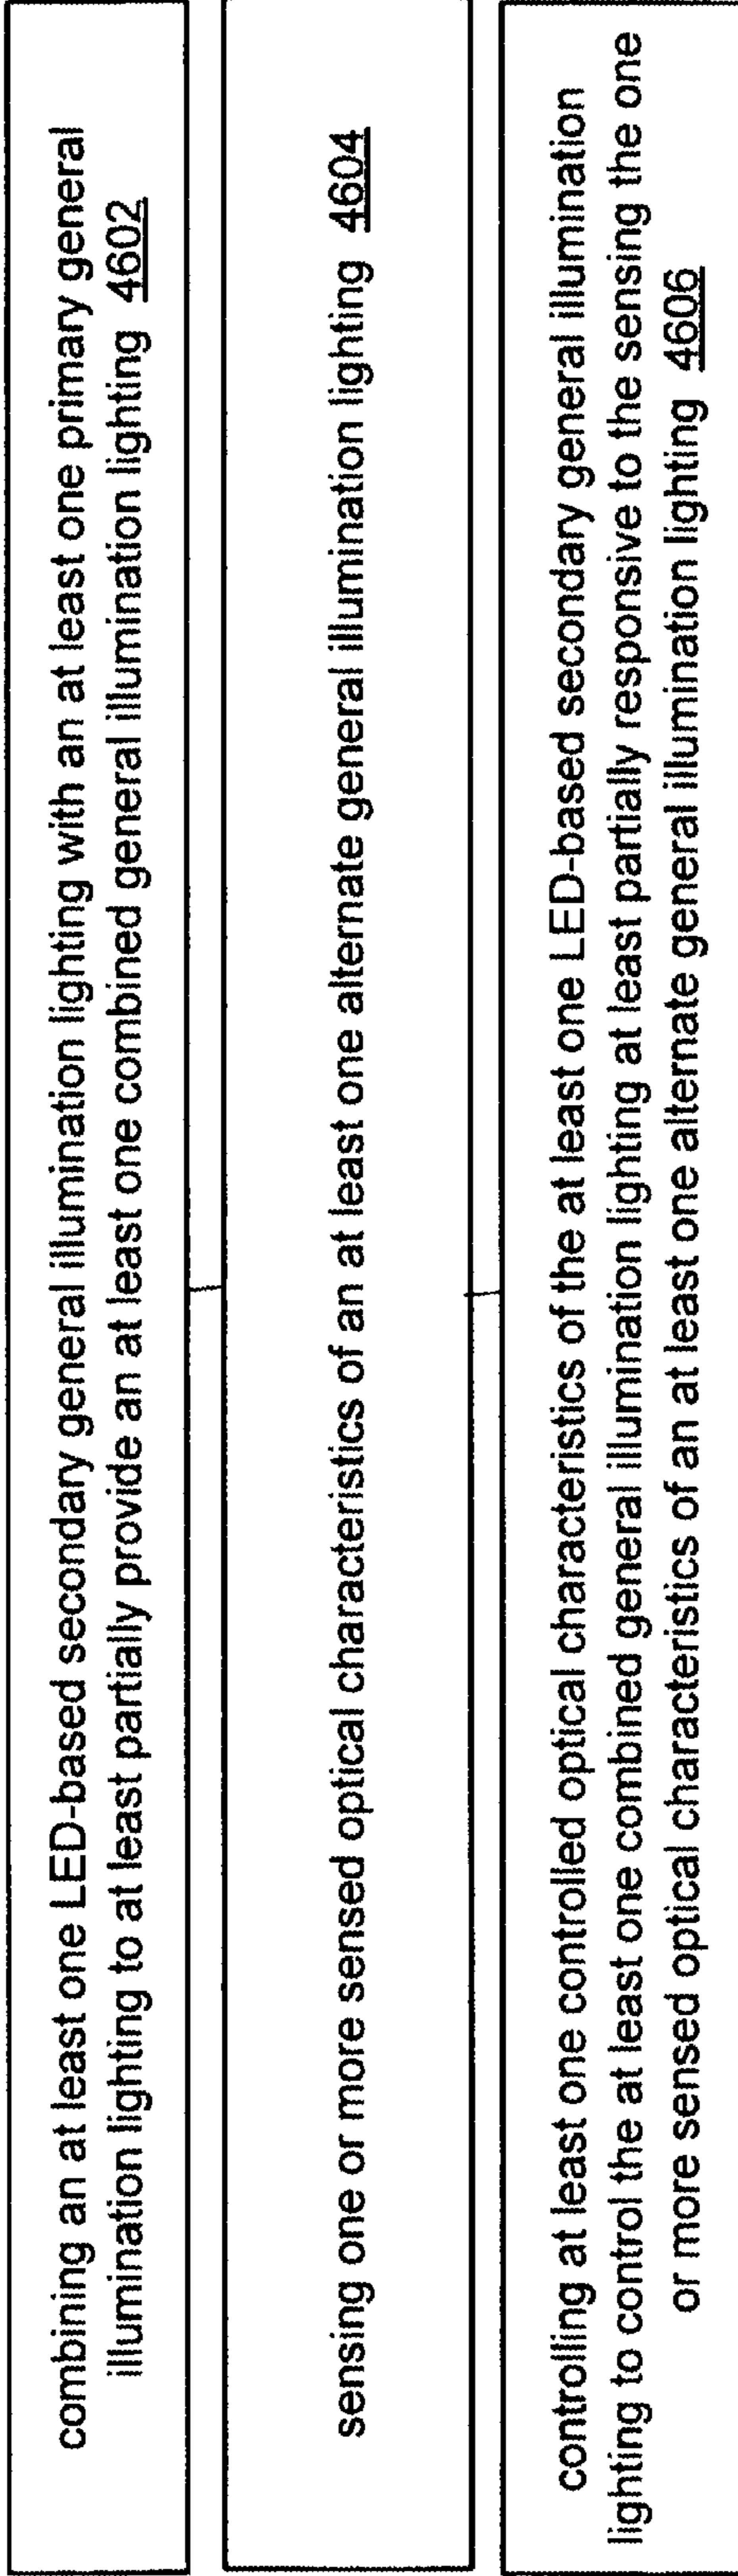 combining an at least one LED-based secondary general illumination lighting with an at least one primary general
illumination lighting to at least partially provide an at least one combined general illumination lighting 4602
sensing one or more sensed optical characteristics of an at least one alternate general illumination lighting 4604
controlling at least one controlled optical characteristics of the at least one LED-based secondary general illumination
lighting to control the at least one combined general illumination lighting at least partially responsive to the sensing the one
or more sensed optical characteristics of an at least one alternate general illumination lighting 4606